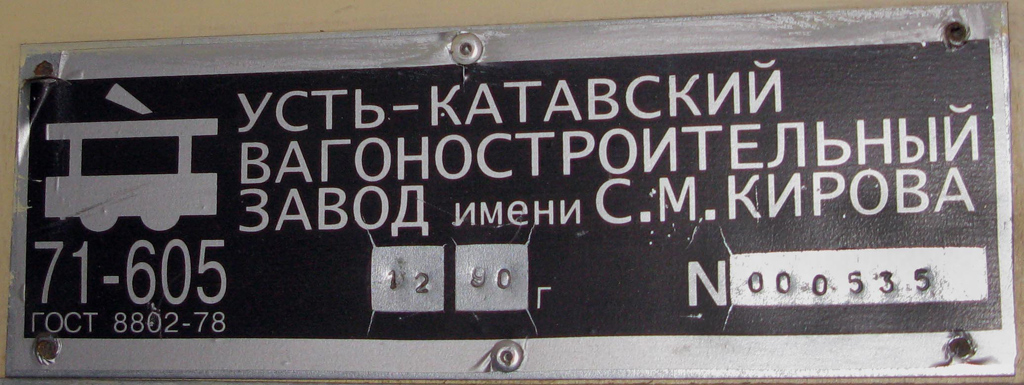 УСТЬ-КАТАВСКИЙ
ВАГОНОСТРОИТЕЛЬНЫЙ
ЗАВОД имени С.М.КИРОВА
71-605
12 90 г N 000535
ГОСТ 8802-78